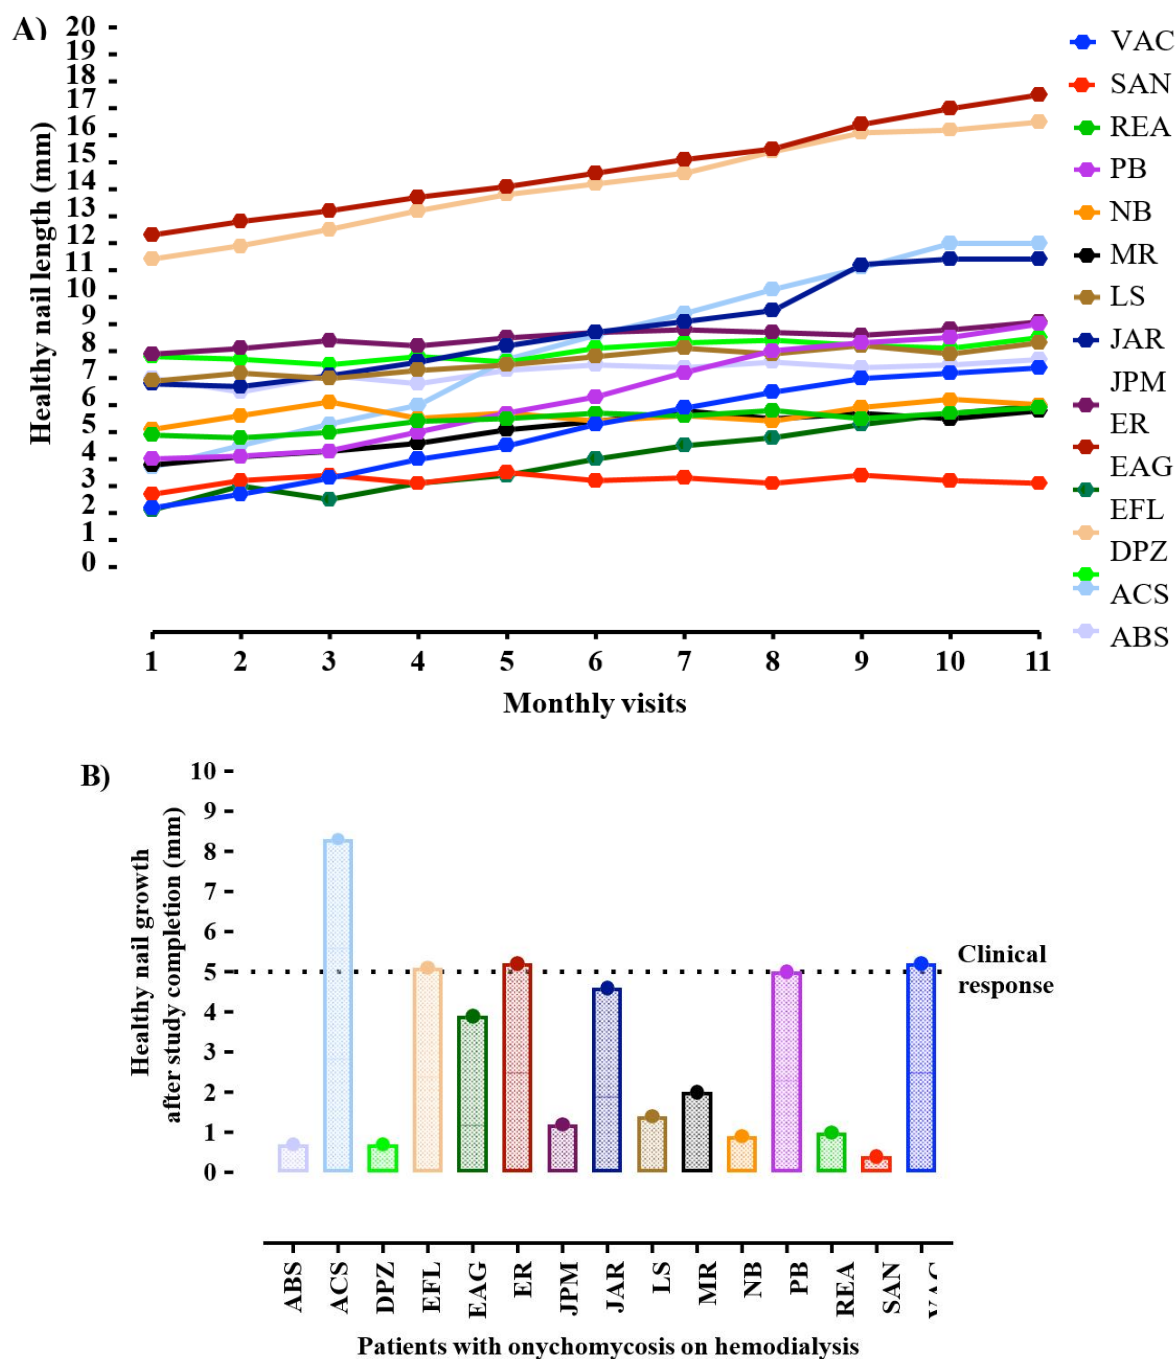 A)
Healthy nail length (mm)
20
19
18
17
16
15
14
13
12
11
10
9
8
7
6
5
4
3
2
1
0
1 2 3 4 5 6 7 8 9 10 11
Monthly visits
VAC
SAN
REA
PB
NB
MR
LS
JAR
JPM
ER
EAG
EFL
DPZ
ACS
ABS
B)
Healthy nail growth
after study completion (mm)
10
9
8
7
6
5
4
3
2
1
0
Clinical
response
ABS ACS DPZ EFL EAG ER JPM JAR LS MR NB PB REA SAN VAC
Patients with onychomycosis on hemodialysis